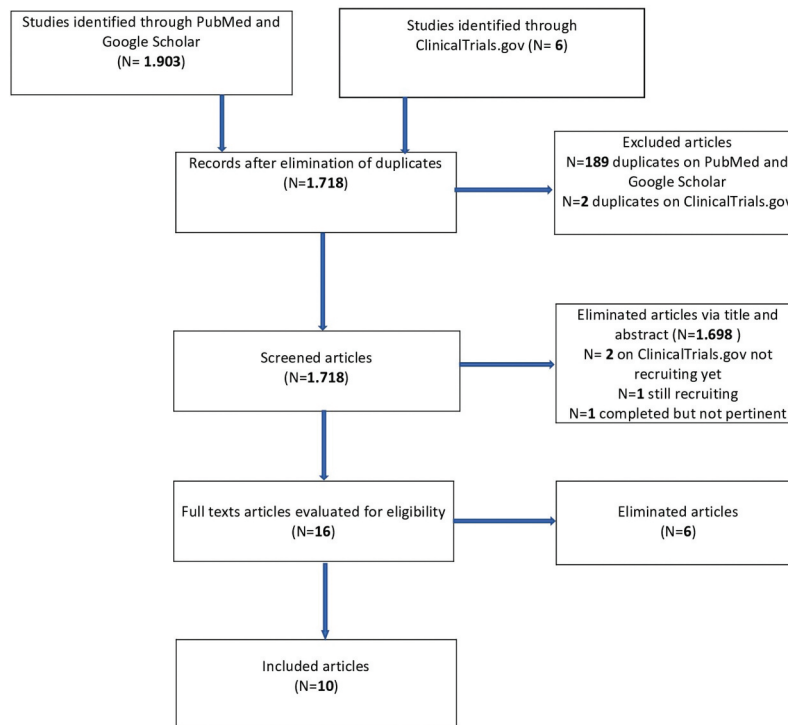 Studies identified through PubMed and
Google Scholar
(N= 1.903)
Studies identified through
ClinicalTrials.gov (N= 6)
Records after elimination of duplicates
(N=1.718)
Excluded articles
N=189 duplicates on PubMed and
Google Scholar
N=2 duplicates on ClinicalTrials.gov
Screened articles
(N=1.718)
Eliminated articles via title and
abstract (N=1.698 )
N= 2 on ClinicalTrials.gov not
recruiting yet
N=1 still recruiting
N=1 completed but not pertinent
Full texts articles evaluated for eligibility
(N=16)
Eliminated articles
(N=6)
Included articles
(N=10)